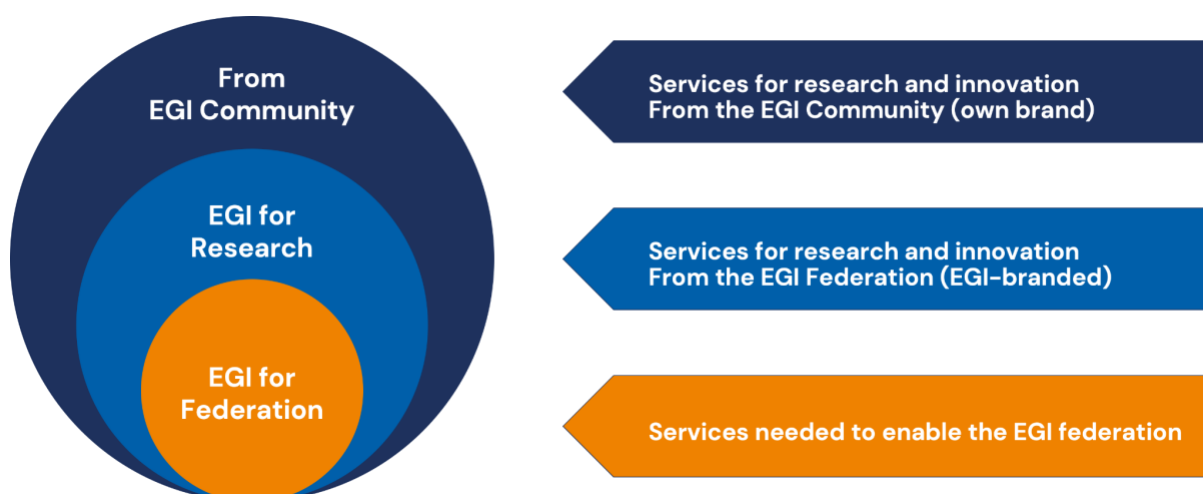 From
EGI Community
EGI for
Research
EGI for
Federation
Services for research and innovation
From the EGI Community (own brand)
Services for research and innovation
From the EGI Federation (EGI-branded)
Services needed to enable the EGI federation